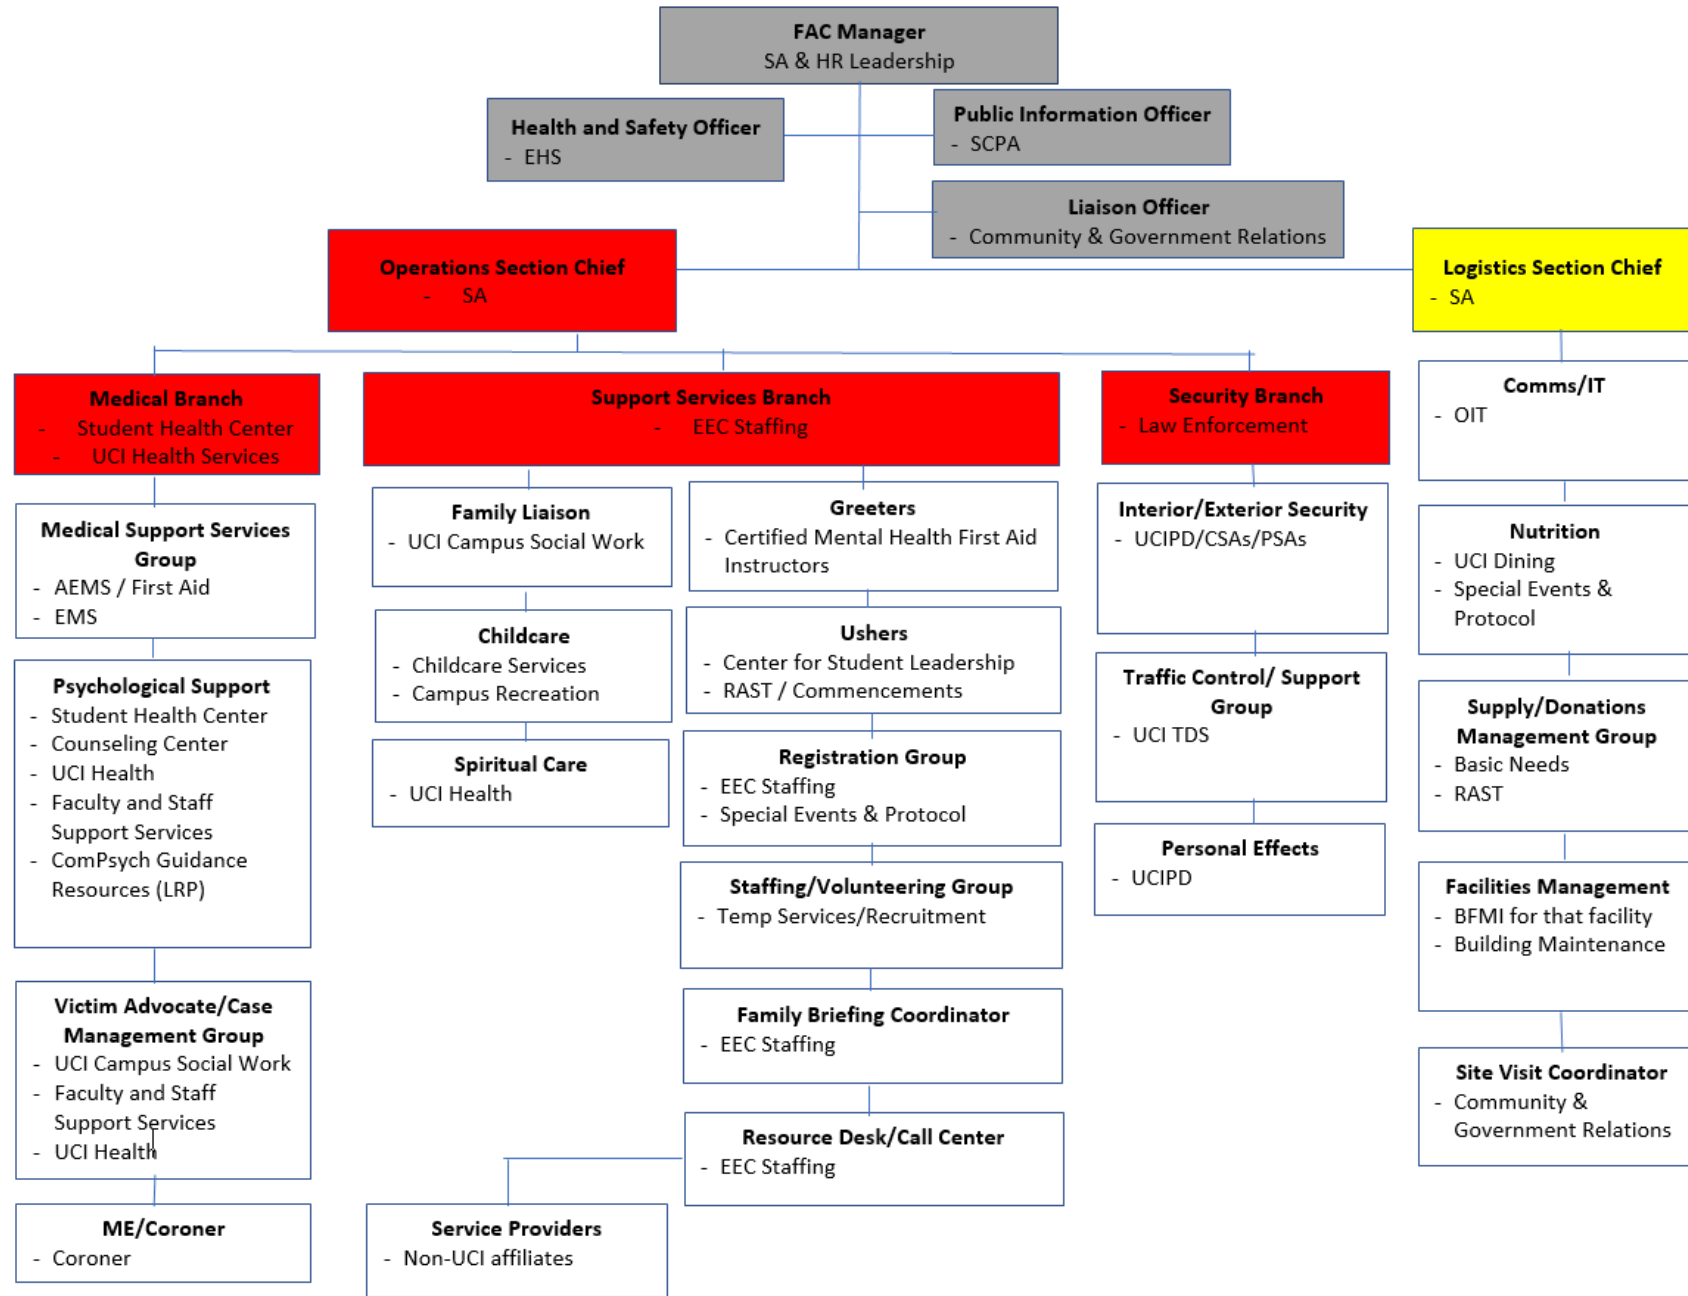 FAC Manager
SA & HR Leadership
Health and Safety Officer
- EHS
Public Information Officer
- SCPA
Liaison Officer
- Community & Government Relations
Operations Section Chief
- SA
Logistics Section Chief
- SA
Medical Branch
- Student Health Center
- UCI Health Services
Support Services Branch
- EEC Staffing
Security Branch
- Law Enforcement
Medical Support Services
Group
- AEMS / First Aid
- EMS
Psychological Support
- Student Health Center
- Counseling Center
- UCI Health
- Faculty and Staff
Support Services
- ComPsych Guidance
Resources (LRP)
Victim Advocate/Case
Management Group
- UCI Campus Social Work
- Faculty and Staff
Support Services
- UCI Health
ME/Coroner
- Coroner
Family Liaison
- UCI Campus Social Work
Childcare
- Childcare Services
- Campus Recreation
Spiritual Care
- UCI Health
Greeters
- Certified Mental Health First Aid
Instructors
Ushers
- Center for Student Leadership
- RAST / Commencements
Registration Group
- EEC Staffing
- Special Events & Protocol
Staffing/Volunteering Group
- Temp Services/Recruitment
Family Briefing Coordinator
- EEC Staffing
Resource Desk/Call Center
- EEC Staffing
Service Providers
- Non-UCI affiliates
Interior/Exterior Security
- UCIPD/CSAs/PSAs
Traffic Control/ Support
Group
- UCI TDS
Personal Effects
- UCIPD
Comms/IT
- OIT
Nutrition
- UCI Dining
- Special Events &
Protocol
Supply/Donations
Management Group
- Basic Needs
- RAST
Facilities Management
- BFMI for that facility
- Building Maintenance
Site Visit Coordinator
- Community &
Government Relations